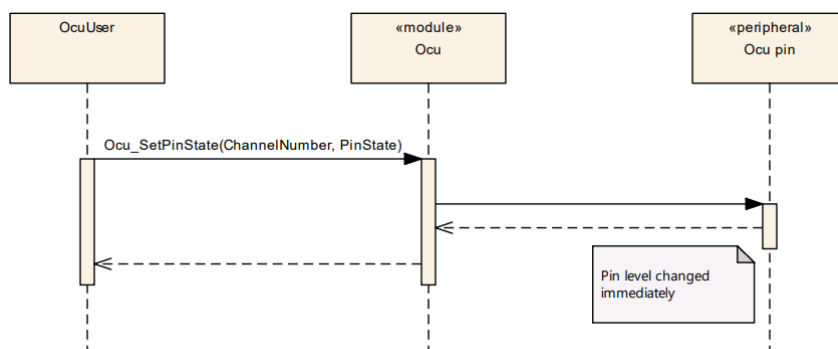 OcuUser
«module»
Ocu
«peripheral»
Ocu pin
Ocu_SetPinState(ChannelNumber, PinState)
Pin level changed
immediately